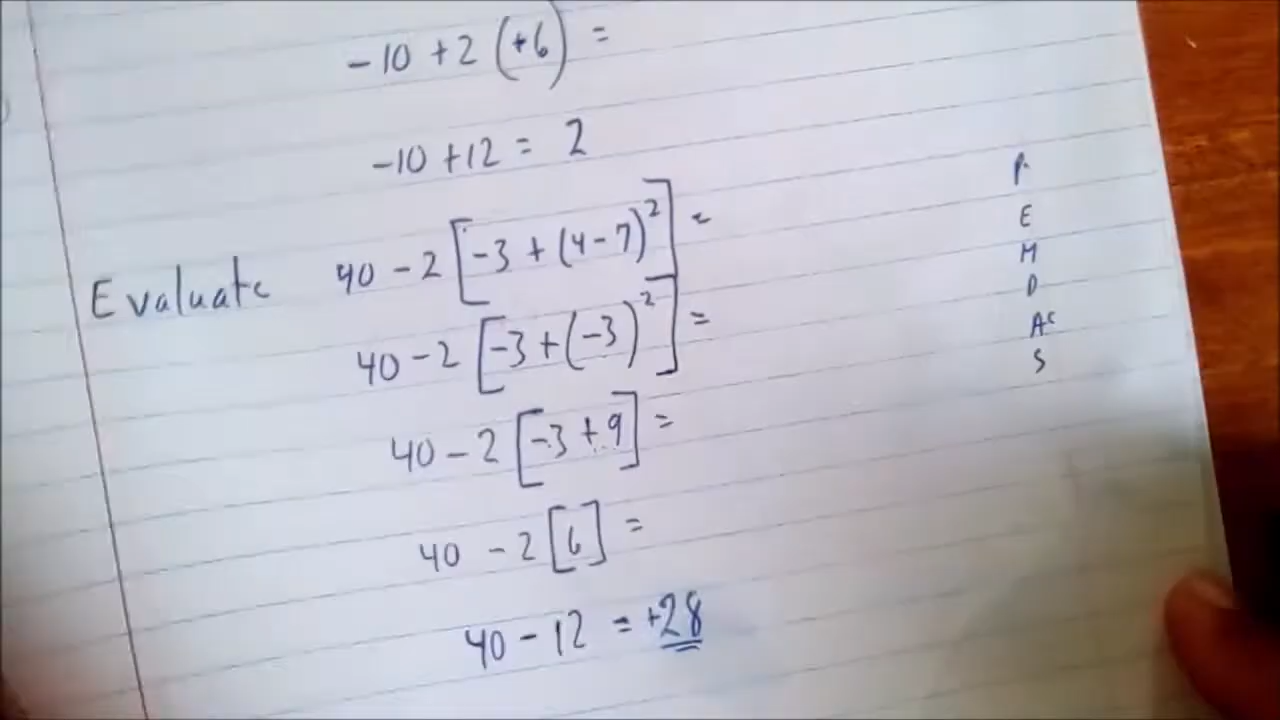 -10 + 2 (+6) =
-10 + 12 = 2
Evaluate 40 - 2 [-3 + (4 - 7)²] =
40 - 2 [-3 + (-3)²] =
40 - 2 [-3 + 9] =
40 - 2 [6] =
40 - 12 = +28
P
E
M
D
A
S